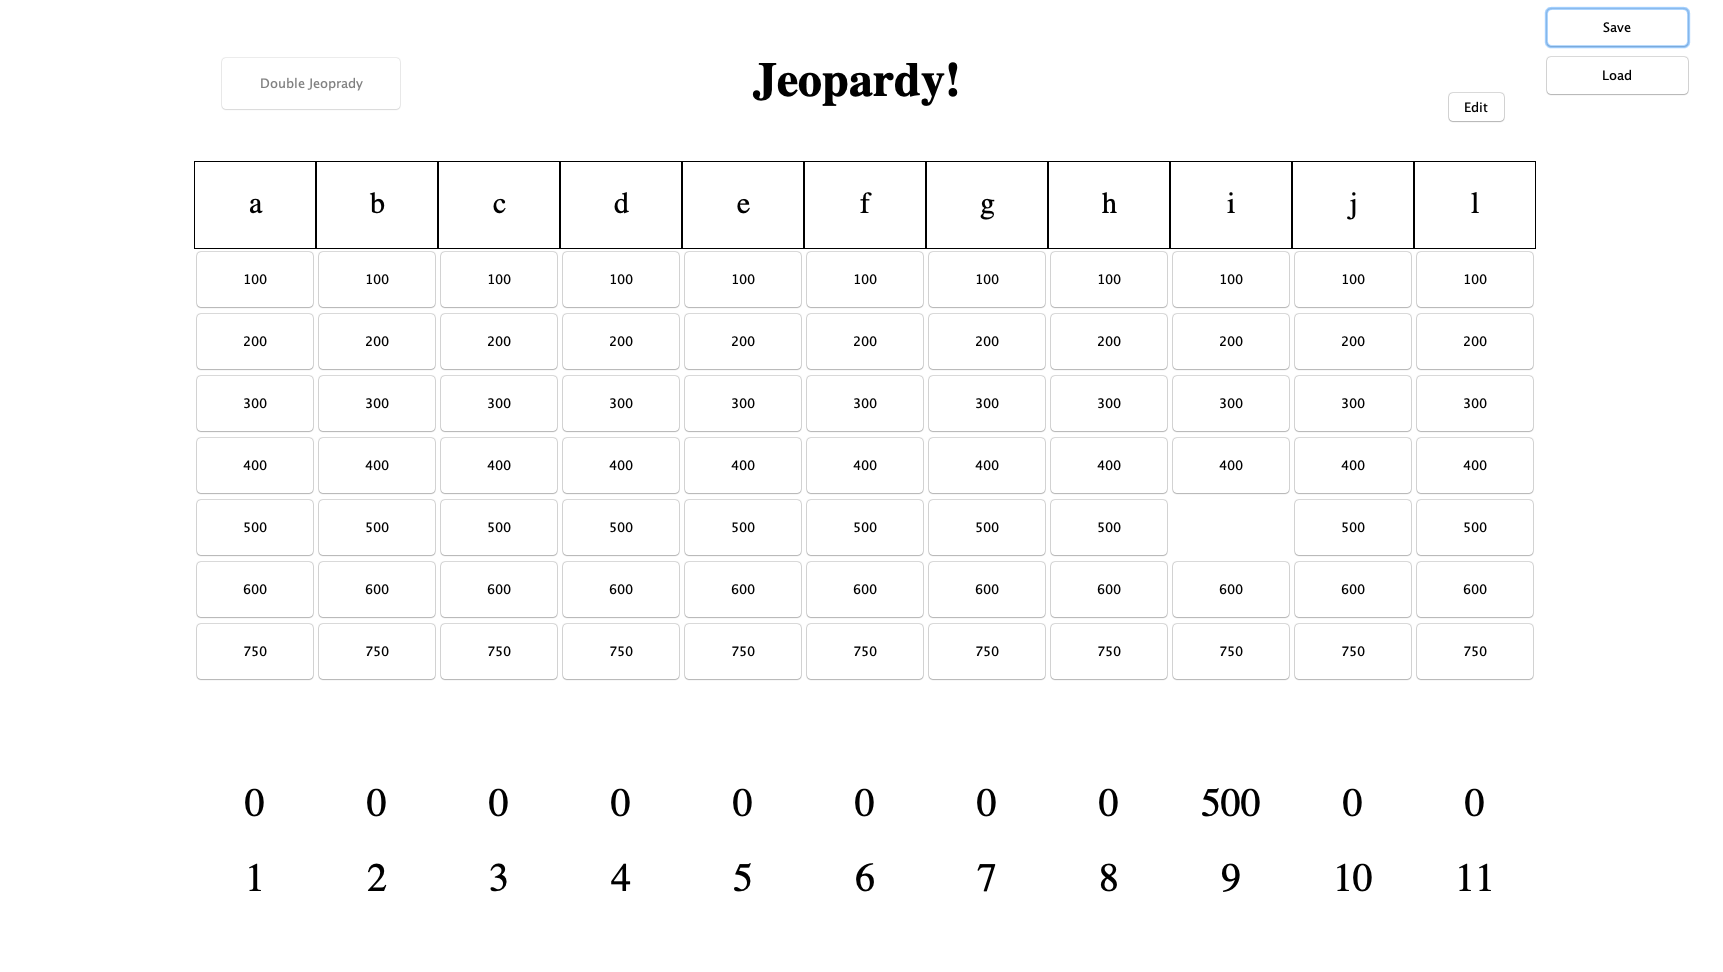 Save
Double Jeoprady
Jeopardy!
Load
Edit
a b c d e f g h i j l
100 100 100 100 100 100 100 100 100 100 100
200 200 200 200 200 200 200 200 200 200 200
300 300 300 300 300 300 300 300 300 300 300
400 400 400 400 400 400 400 400 400 400 400
500 500 500 500 500 500 500 500 500 500
600 600 600 600 600 600 600 600 600 600 600
750 750 750 750 750 750 750 750 750 750 750
0 0 0 0 0 0 0 0 500 0 0
1 2 3 4 5 6 7 8 9 10 11